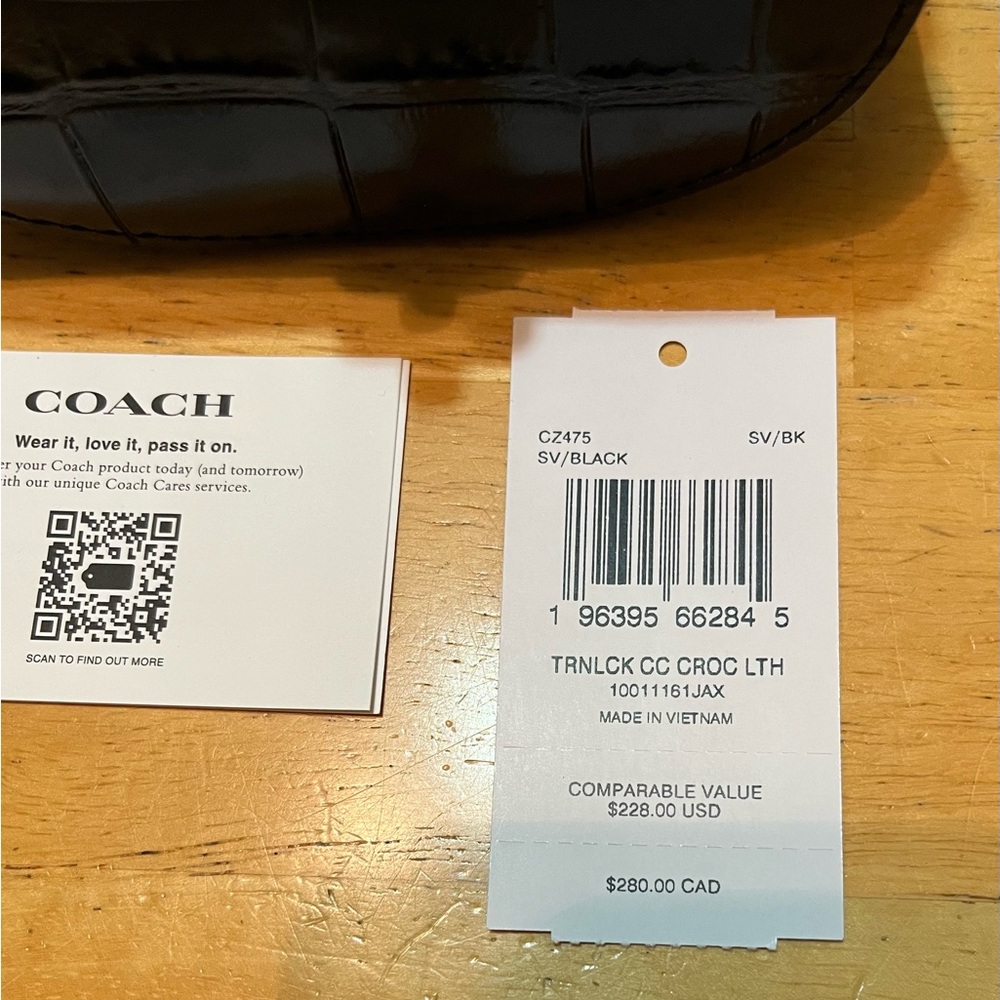 COACH
Wear it, love it, pass it on.
your Coach product today (and tomorrow)
our unique Coach Cares services.
SCAN TO FIND OUT MORE
CZ475 SV/BK
SV/BLACK
1 96395 66284 5
TRNLCK CC CROC LTH
10011161JAX
MADE IN VIETNAM
COMPARABLE VALUE
$228.00 USD
$280.00 CAD